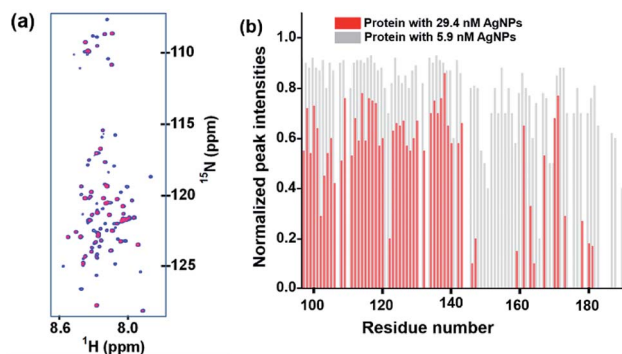 (a)
110
115
120
125
15N (ppm)
8.6
8.0
1H (ppm)
(b)
Protein with 29.4 nM AgNPs
Protein with 5.9 nM AgNPs
Normalized peak intensities
1.0
0.8
0.6
0.4
0.2
0.0
100
120
140
160
180
Residue number